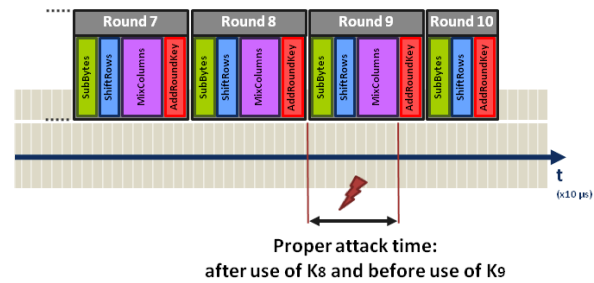 Round 7 Round 8 Round 9 Round 10
SubBytes ShiftRows MixColumns AddRoundKey SubBytes ShiftRows MixColumns AddRoundKey SubBytes ShiftRows MixColumns AddRoundKey SubBytes ShiftRows AddRoundKey
t
(x10 µs)
Proper attack time:
after use of K8 and before use of K9